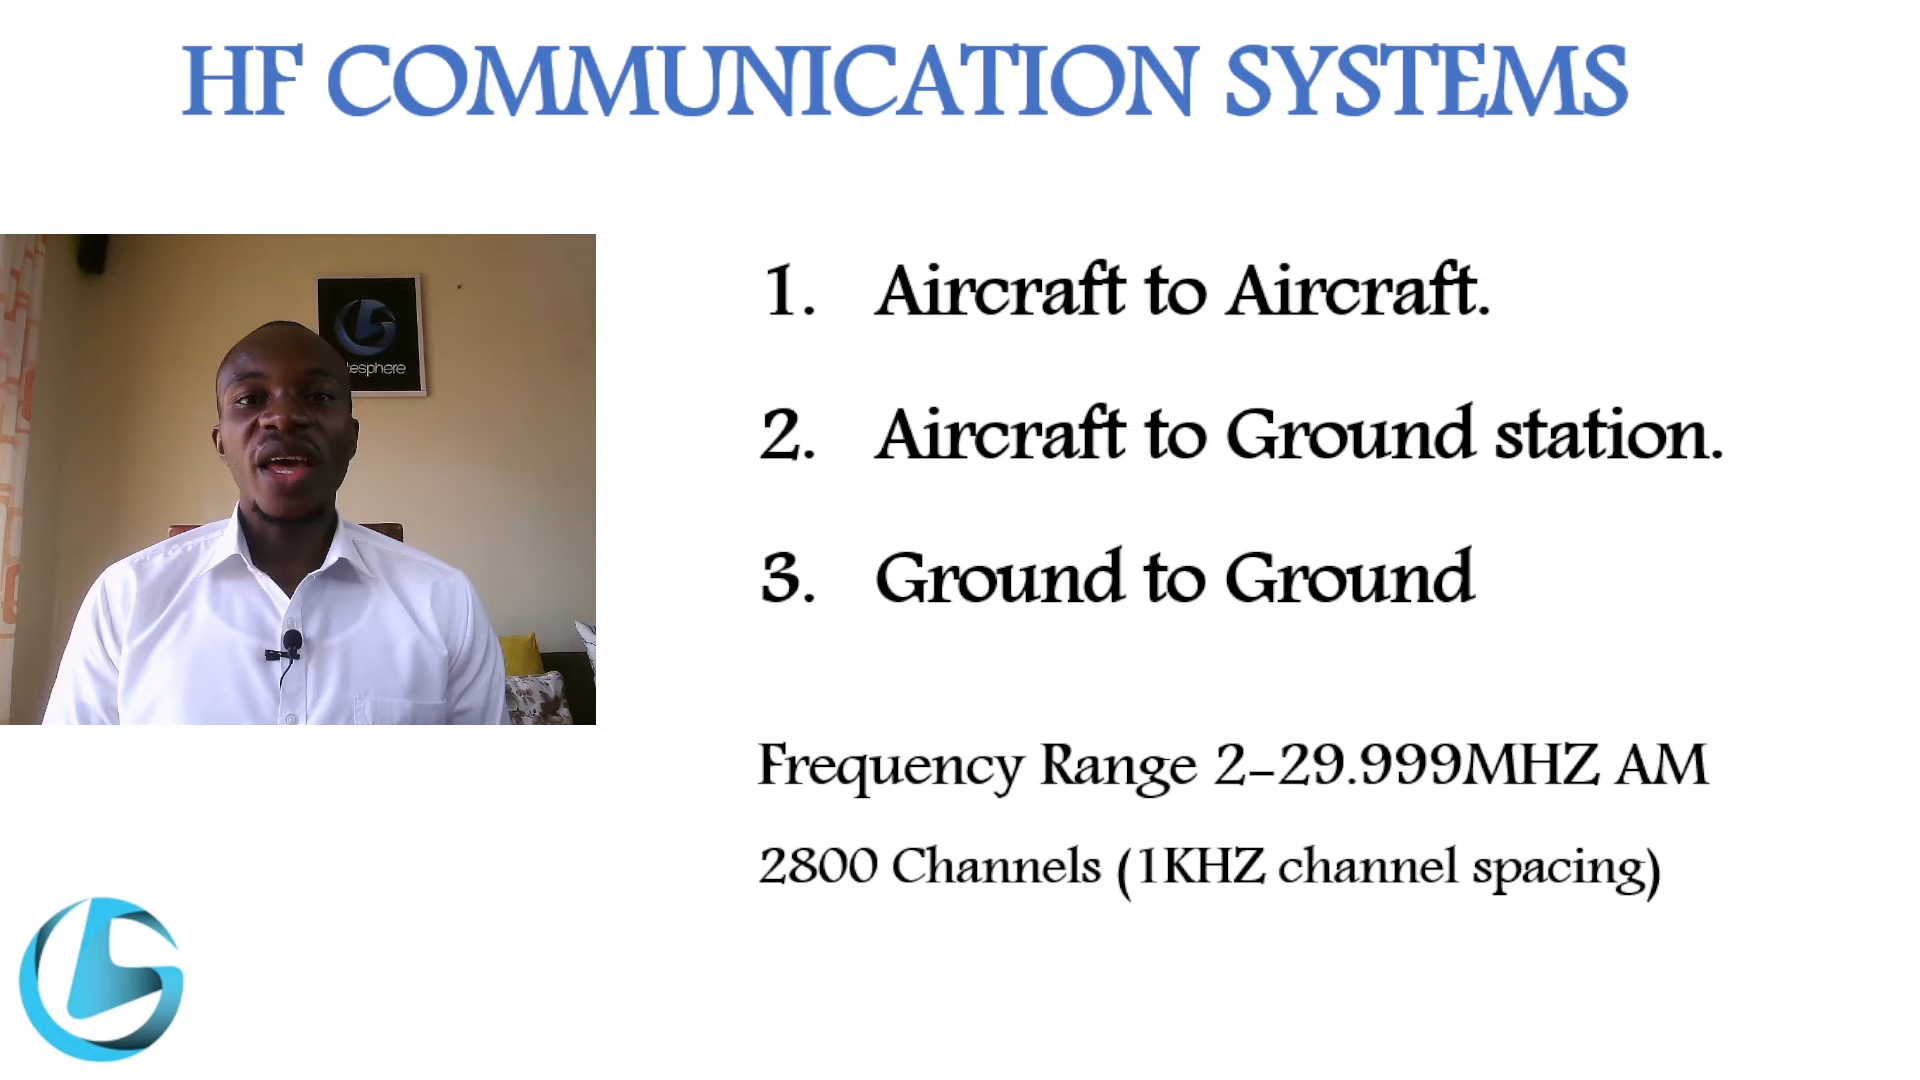 HF COMMUNICATION SYSTEMS
tesphere
1. Aircraft to Aircraft.
2. Aircraft to Ground station.
3. Ground to Ground
Frequency Range 2-29.999MHZ AM
2800 Channels (1KHZ channel spacing)